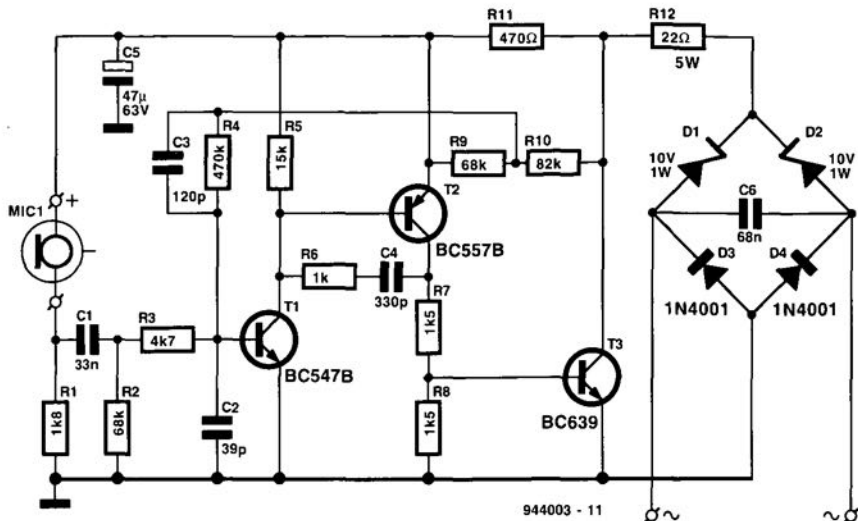 R11
470Ω
R12
22Ω
5W
C5
47µ
63V
C3
120p
R4
470k
R5
15k
R9
68k
R10
82k
D1
10V
1W
D2
10V
1W
C6
68n
D3
1N4001
D4
1N4001
MIC1
+
T2
BC557B
R6
1k
C4
330p
R7
1k5
C1
33n
R3
4k7
T1
BC547B
T3
BC639
R1
1k8
R2
68k
C2
39p
R8
1k5
944003 - 11
~
~